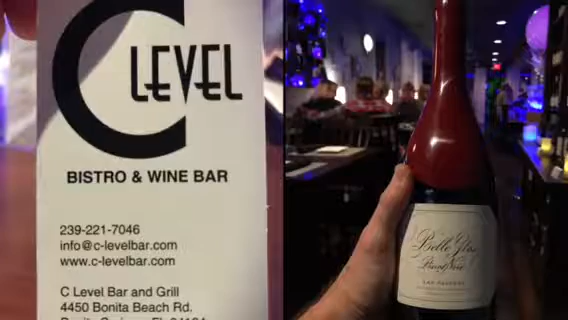 C LEVEL
BISTRO & WINE BAR
239-221-7046
info@c-levelbar.com
www.c-levelbar.com
C Level Bar and Grill
4450 Bonita Beach Rd.
Belle Glos
Pinot Noir